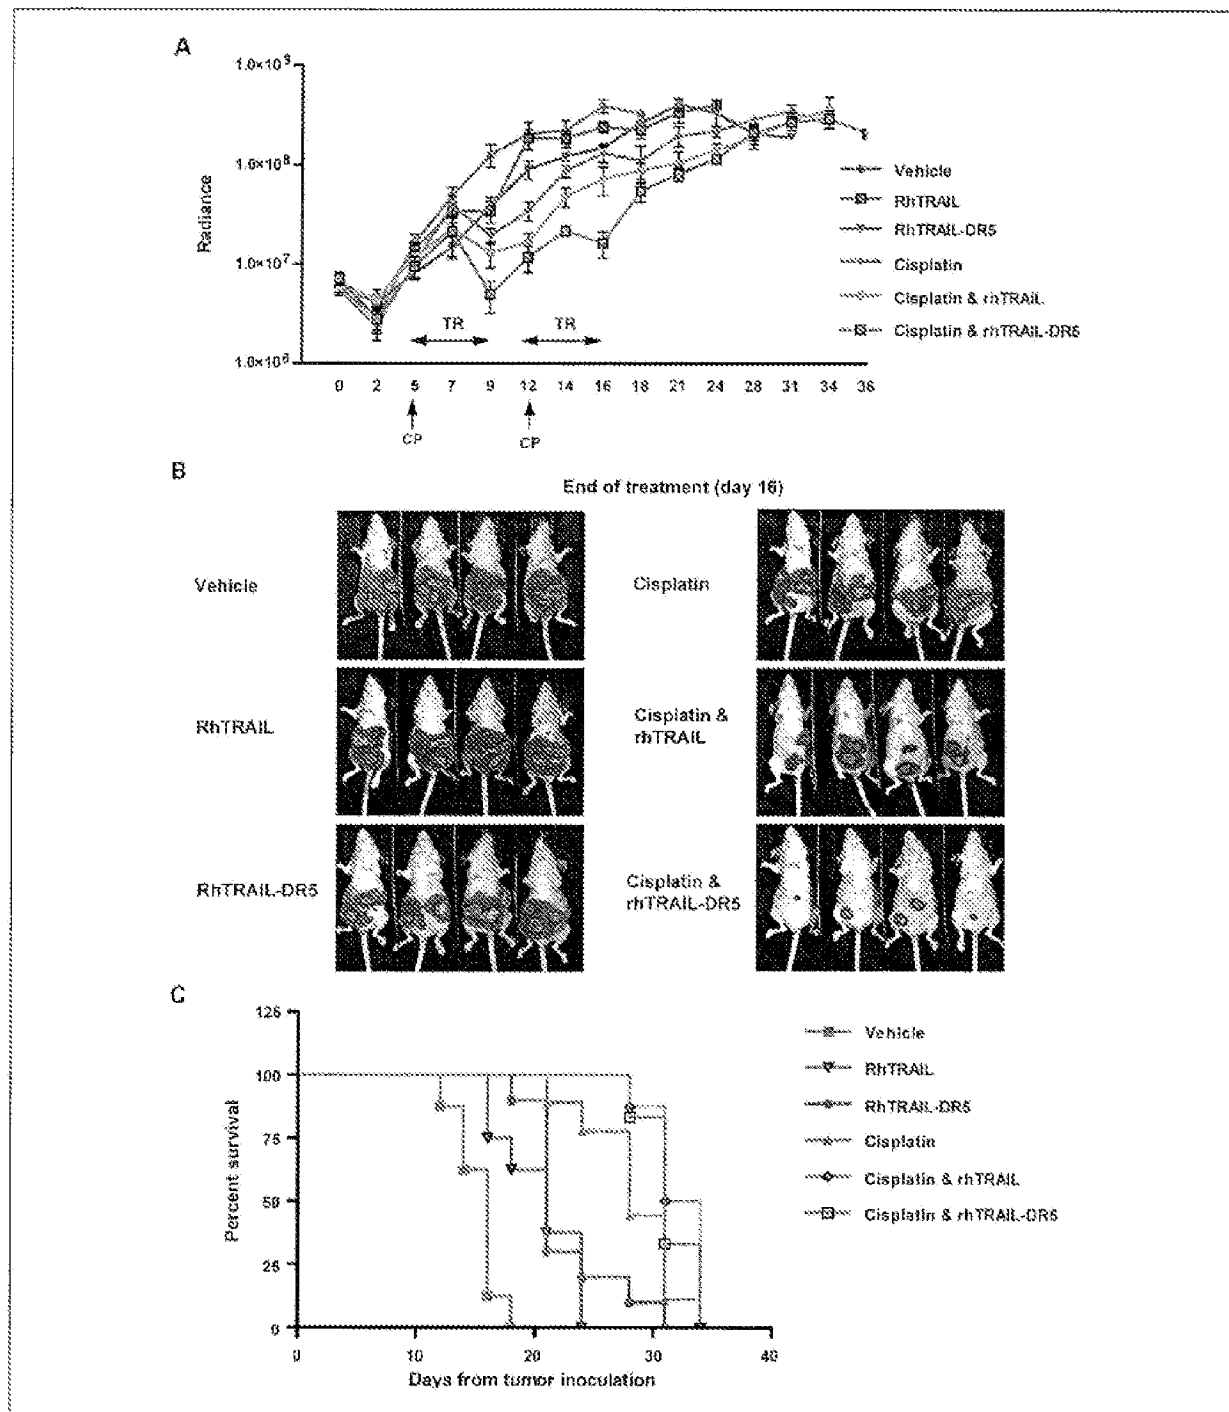 A
1.0×10⁹
1.0×10⁸
1.0×10⁷
1.0×10⁶
Radiance
TR TR
0 2 5 7 9 12 14 16 18 21 24 28 31 34 36
CP CP
Vehicle
RhTRAIL
RhTRAIL-DR5
Cisplatin
Cisplatin & rhTRAIL
Cisplatin & rhTRAIL-DR5
B
End of treatment (day 16)
Vehicle
Cisplatin
RhTRAIL
Cisplatin &
rhTRAIL
RhTRAIL-DR5
Cisplatin &
rhTRAIL-DR5
C
125
100
75
50
25
0
Percent survival
0 10 20 30 40
Days from tumor inoculation
Vehicle
RhTRAIL
RhTRAIL-DR5
Cisplatin
Cisplatin & rhTRAIL
Cisplatin & rhTRAIL-DR5